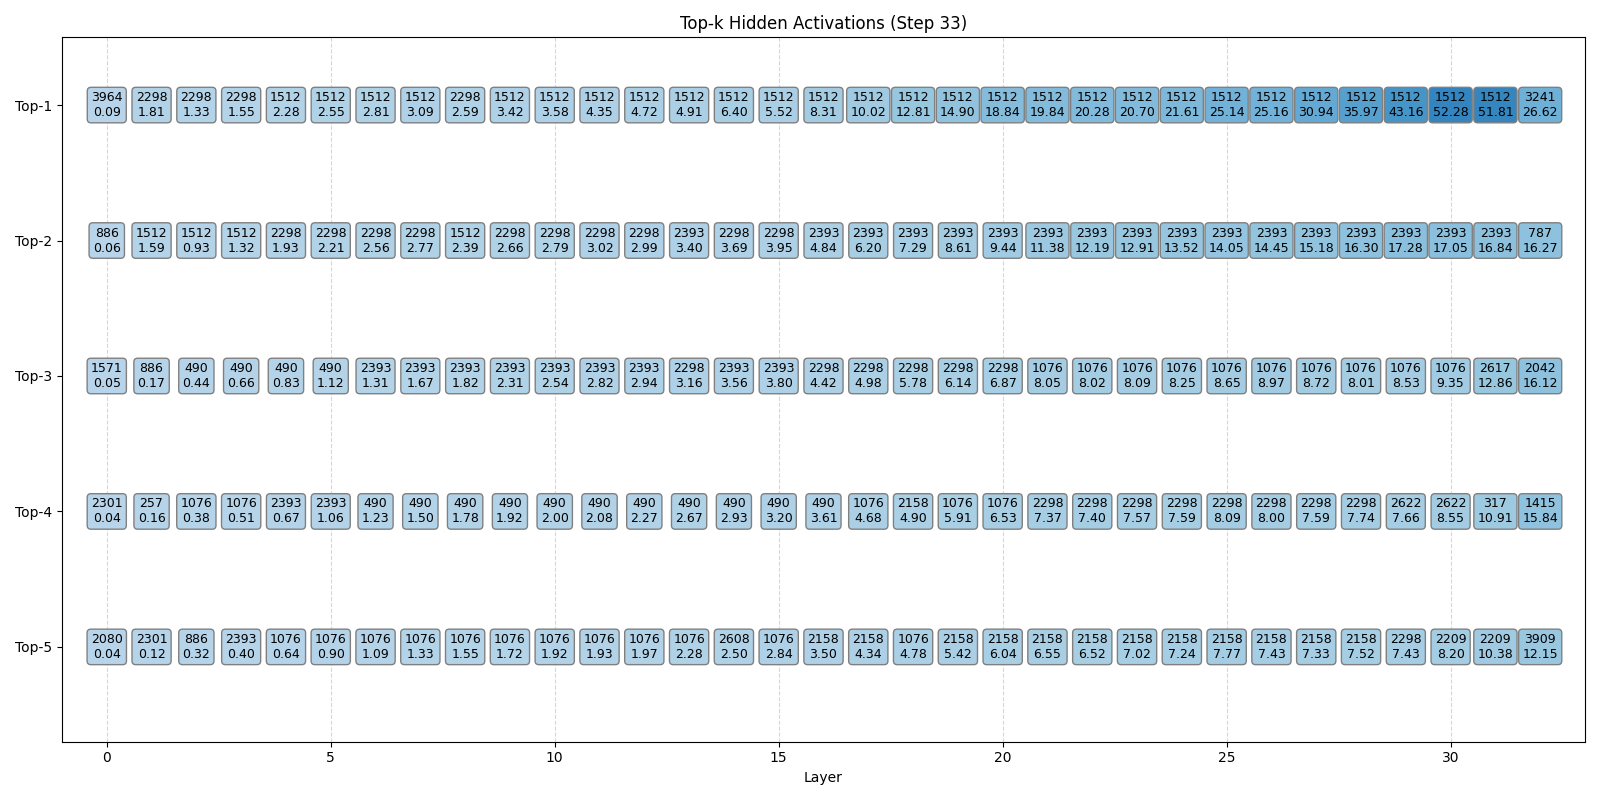 Top-k Hidden Activations (Step 33)
Top-1
3964 2298 2298 2298 1512 1512 1512 1512 2298 1512 1512 1512 1512 1512 1512 1512 1512 1512 1512 1512 1512 1512 1512 1512 1512 1512 1512 1512 1512 1512 1512 1512 3241
0.09 1.81 1.33 1.55 2.28 2.55 2.81 3.09 2.59 3.42 3.58 4.35 4.72 4.91 6.40 5.52 8.31 10.02 12.81 14.90 18.84 19.84 20.28 20.70 21.61 25.14 25.16 30.94 35.97 43.16 52.28 51.81 26.62
Top-2
886 1512 1512 1512 2298 2298 2298 2298 1512 2298 2298 2298 2298 2393 2298 2298 2393 2393 2393 2393 2393 2393 2393 2393 2393 2393 2393 2393 2393 2393 2393 2393 787
0.06 1.59 0.93 1.32 1.93 2.21 2.56 2.77 2.39 2.66 2.79 3.02 2.99 3.40 3.69 3.95 4.84 6.20 7.29 8.61 9.44 11.38 12.19 12.91 13.52 14.05 14.45 15.18 16.30 17.28 17.05 16.84 16.27
Top-3
1571 886 490 490 490 490 2393 2393 2393 2393 2393 2393 2393 2298 2393 2393 2298 2298 2298 2298 2298 1076 1076 1076 1076 1076 1076 1076 1076 1076 1076 2617 2042
0.05 0.17 0.44 0.66 0.83 1.12 1.31 1.67 1.82 2.31 2.54 2.82 2.94 3.16 3.56 3.80 4.42 4.98 5.78 6.14 6.87 8.05 8.02 8.09 8.25 8.65 8.97 8.72 8.01 8.53 9.35 12.86 16.12
Top-4
2301 257 1076 1076 2393 2393 490 490 490 490 490 490 490 490 490 490 490 1076 2158 1076 1076 2298 2298 2298 2298 2298 2298 2298 2298 2622 2622 317 1415
0.04 0.16 0.38 0.51 0.67 1.06 1.23 1.50 1.78 1.92 2.00 2.08 2.27 2.67 2.93 3.20 3.61 4.68 4.90 5.91 6.53 7.37 7.40 7.57 7.59 8.09 8.00 7.59 7.74 7.66 8.55 10.91 15.84
Top-5
2080 2301 886 2393 1076 1076 1076 1076 1076 1076 1076 1076 1076 1076 2608 1076 2158 2158 1076 2158 2158 2158 2158 2158 2158 2158 2158 2158 2158 2298 2209 2209 3909
0.04 0.12 0.32 0.40 0.64 0.90 1.09 1.33 1.55 1.72 1.92 1.93 1.97 2.28 2.50 2.84 3.50 4.34 4.78 5.42 6.04 6.55 6.52 7.02 7.24 7.77 7.43 7.33 7.52 7.43 8.20 10.38 12.15
0 5 10 15 20 25 30
Layer